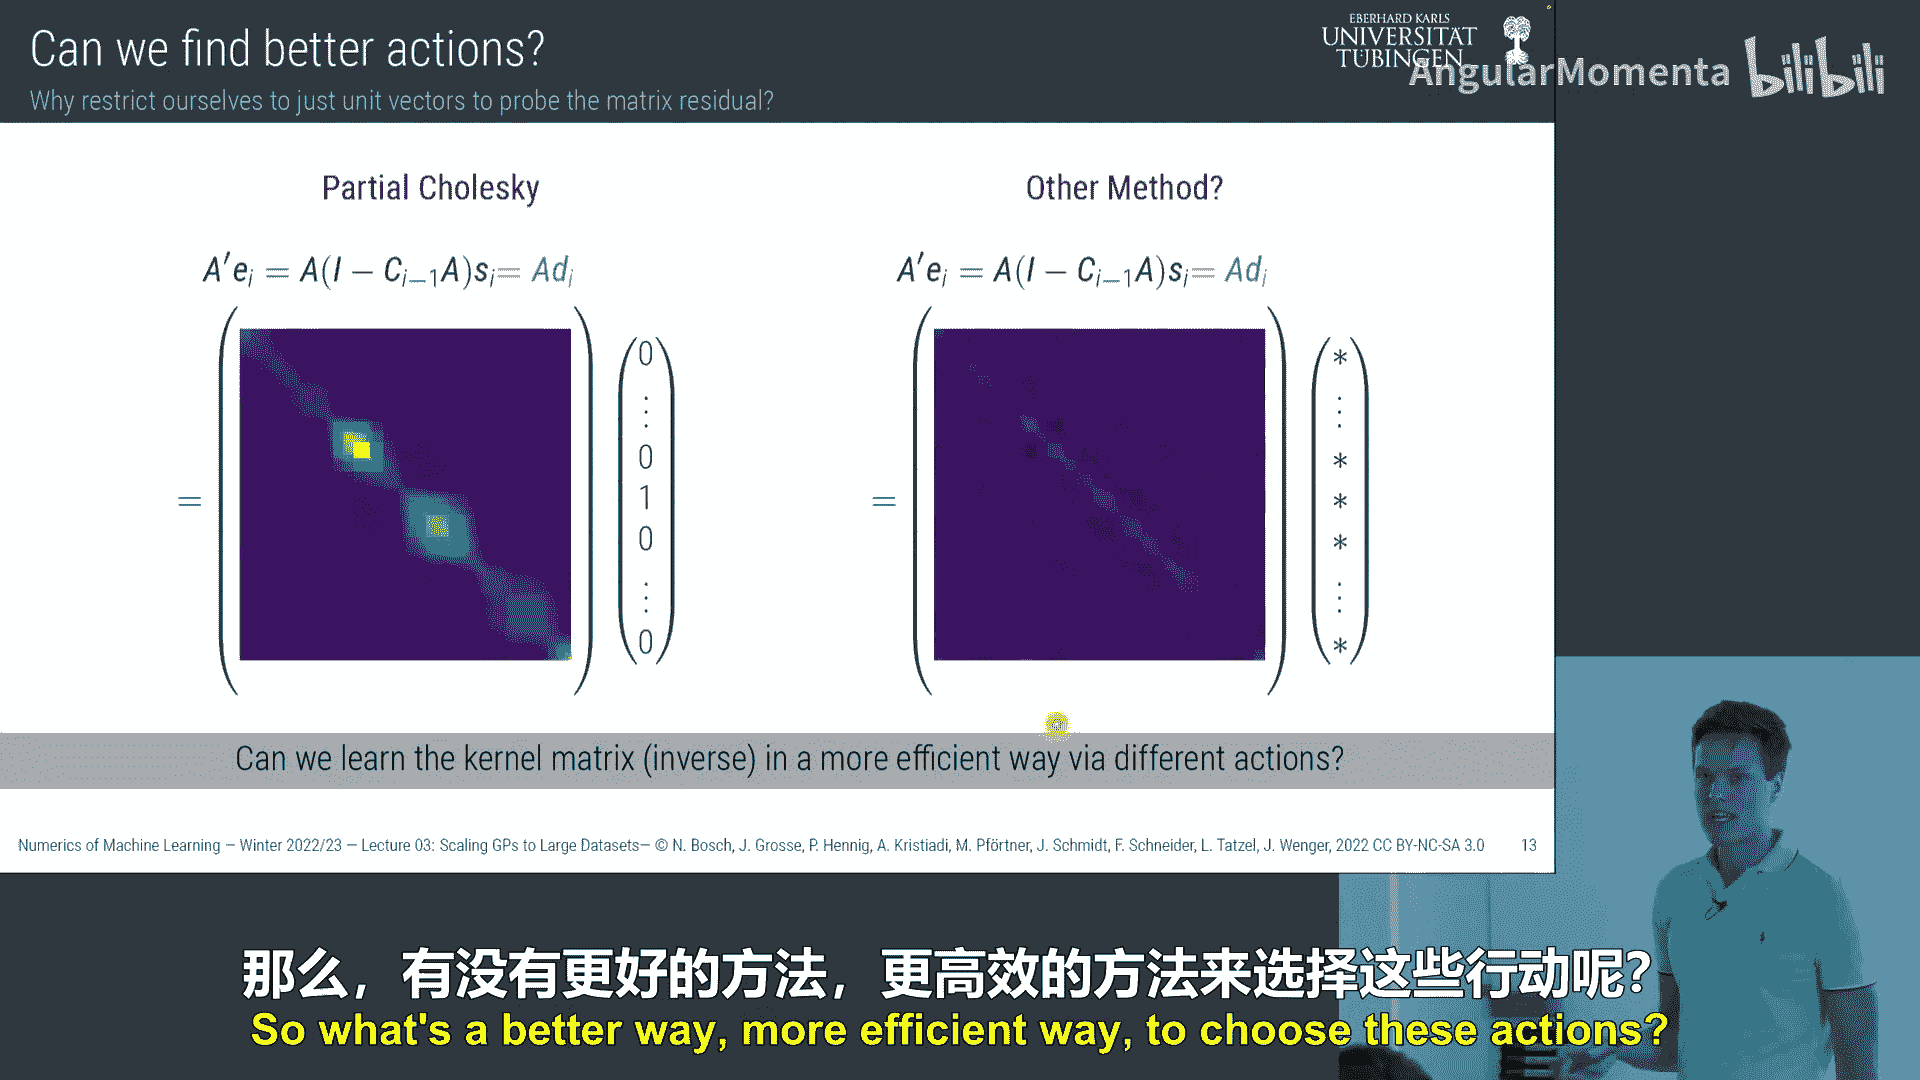 Can we find better actions?
Why restrict ourselves to just unit vectors to probe the matrix residual?
EBERHARD KARLS
UNIVERSITÄT
TÜBINGEN
AngularMomenta
bilibili
Partial Cholesky
Other Method?
A′eᵢ = A(I − Cᵢ₋₁A)sᵢ = Adᵢ
A′eᵢ = A(I − Cᵢ₋₁A)sᵢ = Adᵢ
=
0
⋮
0
1
0
⋮
0
=
*
⋮
*
*
*
⋮
*
Can we learn the kernel matrix (inverse) in a more efficient way via different actions?
Numerics of Machine Learning — Winter 2022/23 — Lecture 03: Scaling GPs to Large Datasets— © N. Bosch, J. Grosse, P. Hennig, A. Kristiadi, M. Pförtner, J. Schmidt, F. Schneider, L. Tatzel, J. Wenger, 2022 CC BY-NC-SA 3.0 13
那么，有没有更好的方法，更高效的方法来选择这些行动呢？
So what's a better way, more efficient way, to choose these actions?